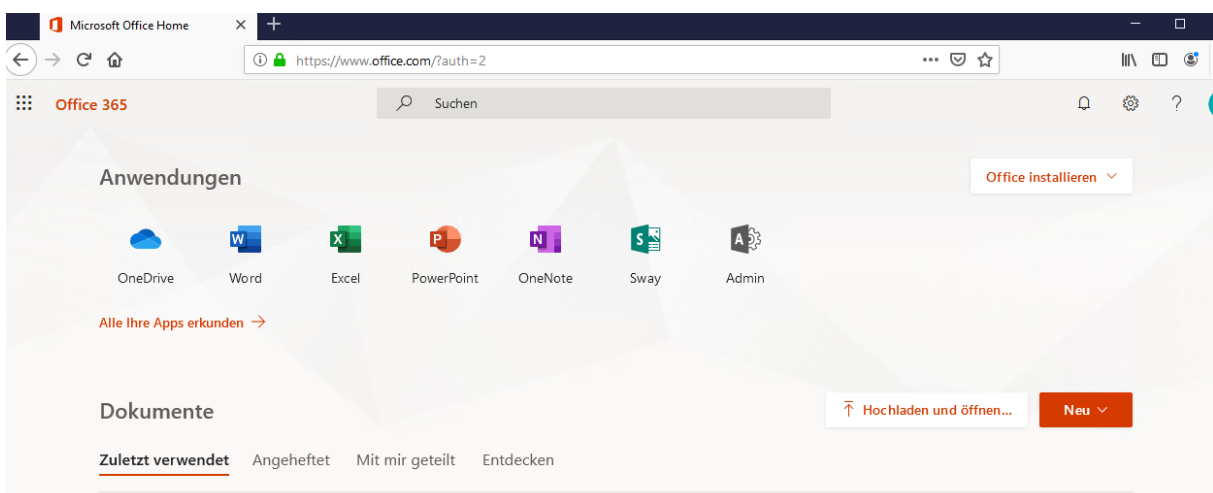 Microsoft Office Home
https://www.office.com/?auth=2
Office 365
Suchen
?
Anwendungen
Office installieren
W
X
P
N
S
A
OneDrive
Word
Excel
PowerPoint
OneNote
Sway
Admin
Alle Ihre Apps erkunden →
Dokumente
Hochladen und öffnen...
Neu
Zuletzt verwendet
Angeheftet
Mit mir geteilt
Entdecken